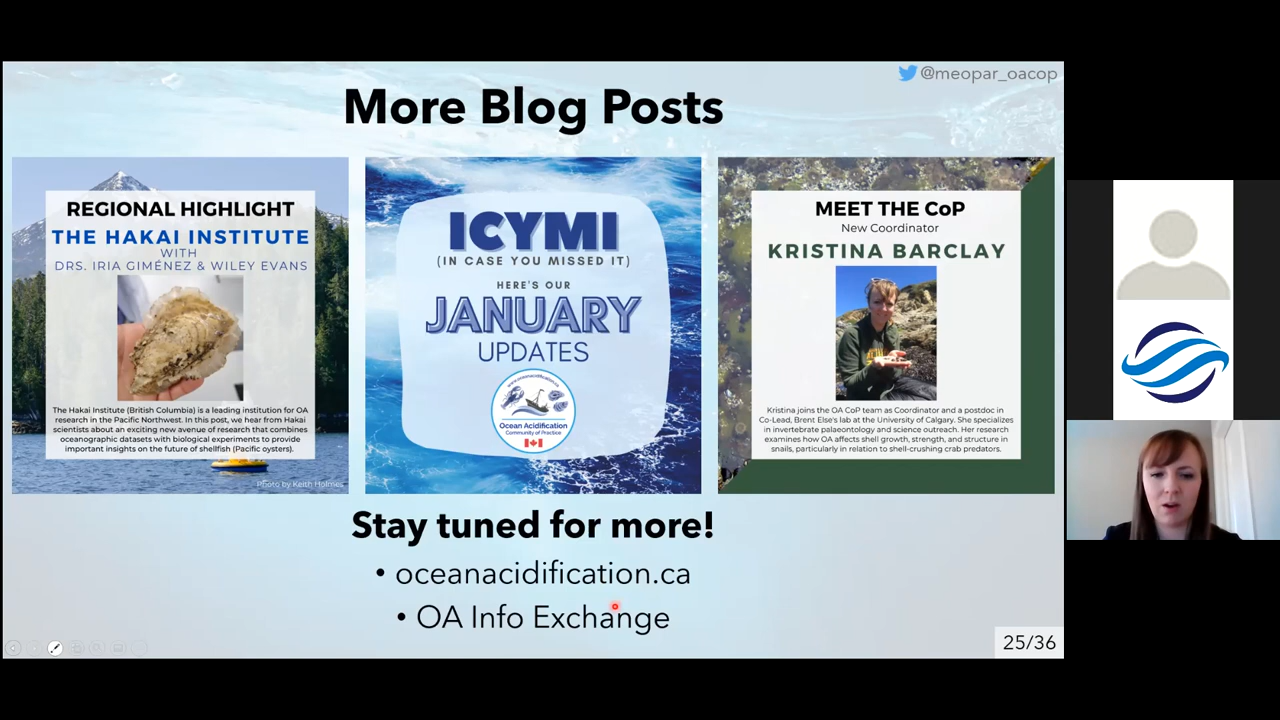 @meopar_oacop
More Blog Posts
REGIONAL HIGHLIGHT
THE HAKAI INSTITUTE
WITH
DRS. IRIA GIMÉNEZ & WILEY EVANS
The Hakai Institute (British Columbia) is a leading institution for OA
research in the Pacific Northwest. In this post, we hear from Hakai
scientists about an exciting new avenue of research that combines
oceanographic datasets with biological experiments to provide
important insights on the future of shellfish (Pacific oysters).
Photo by Keith Holmes
ICYMI
(IN CASE YOU MISSED IT)
HERE'S OUR
JANUARY
UPDATES
www.oceanacidification.ca
Ocean Acidification
Community of Practice
MEET THE CoP
New Coordinator
KRISTINA BARCLAY
Kristina joins the OA CoP team as Coordinator and a postdoc in
Co-Lead, Brent Else's lab at the University of Calgary. She specializes
in invertebrate palaeontology and science outreach. Her research
examines how OA affects shell growth, strength, and structure in
snails, particularly in relation to shell-crushing crab predators.
Stay tuned for more!
• oceanacidification.ca
• OA Info Exchange
25/36